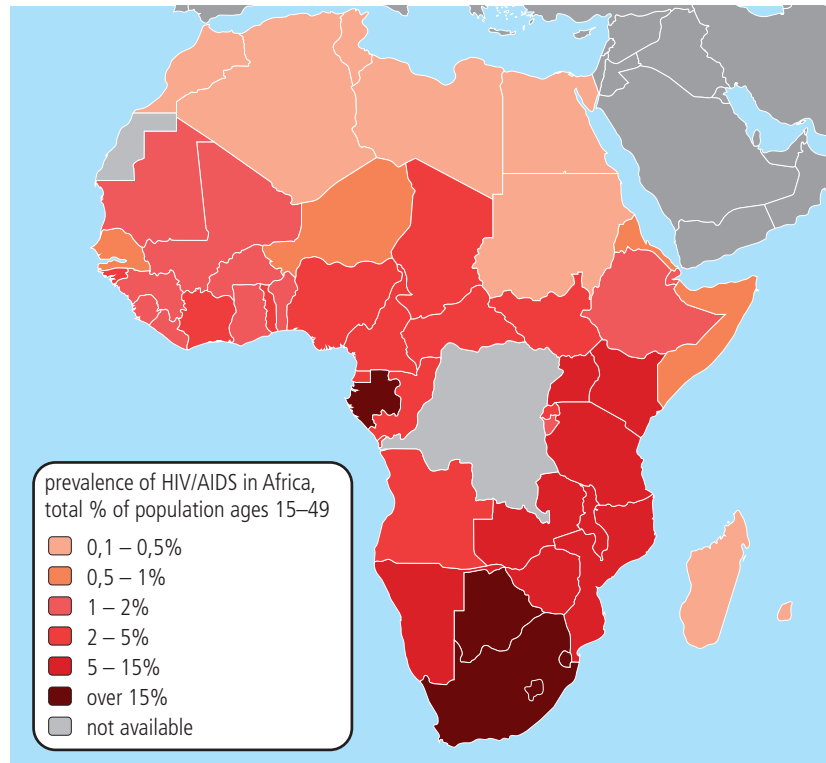 prevalence of HIV/AIDS in Africa,
total % of population ages 15–49
0,1 – 0,5%
0,5 – 1%
1 – 2%
2 – 5%
5 – 15%
over 15%
not available